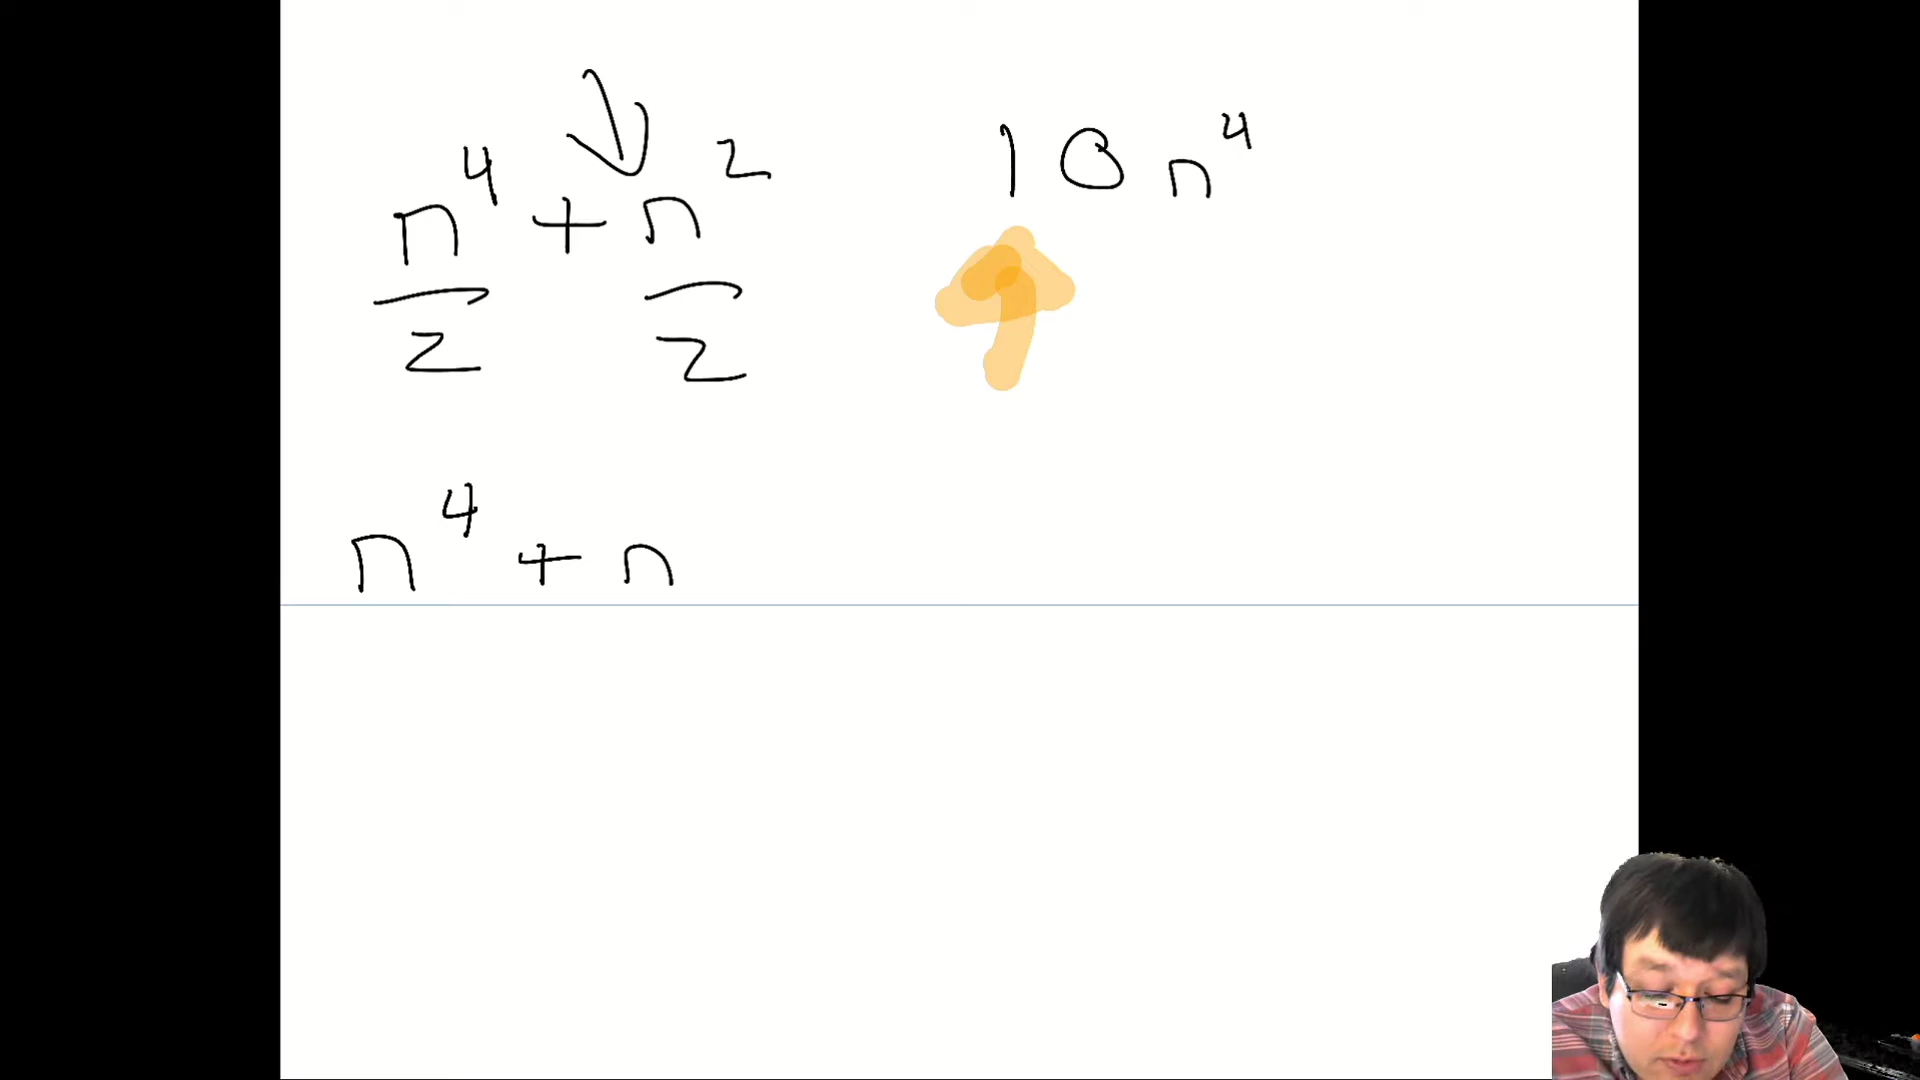 n⁴/2 + n²/2
10n⁴
n⁴ + n